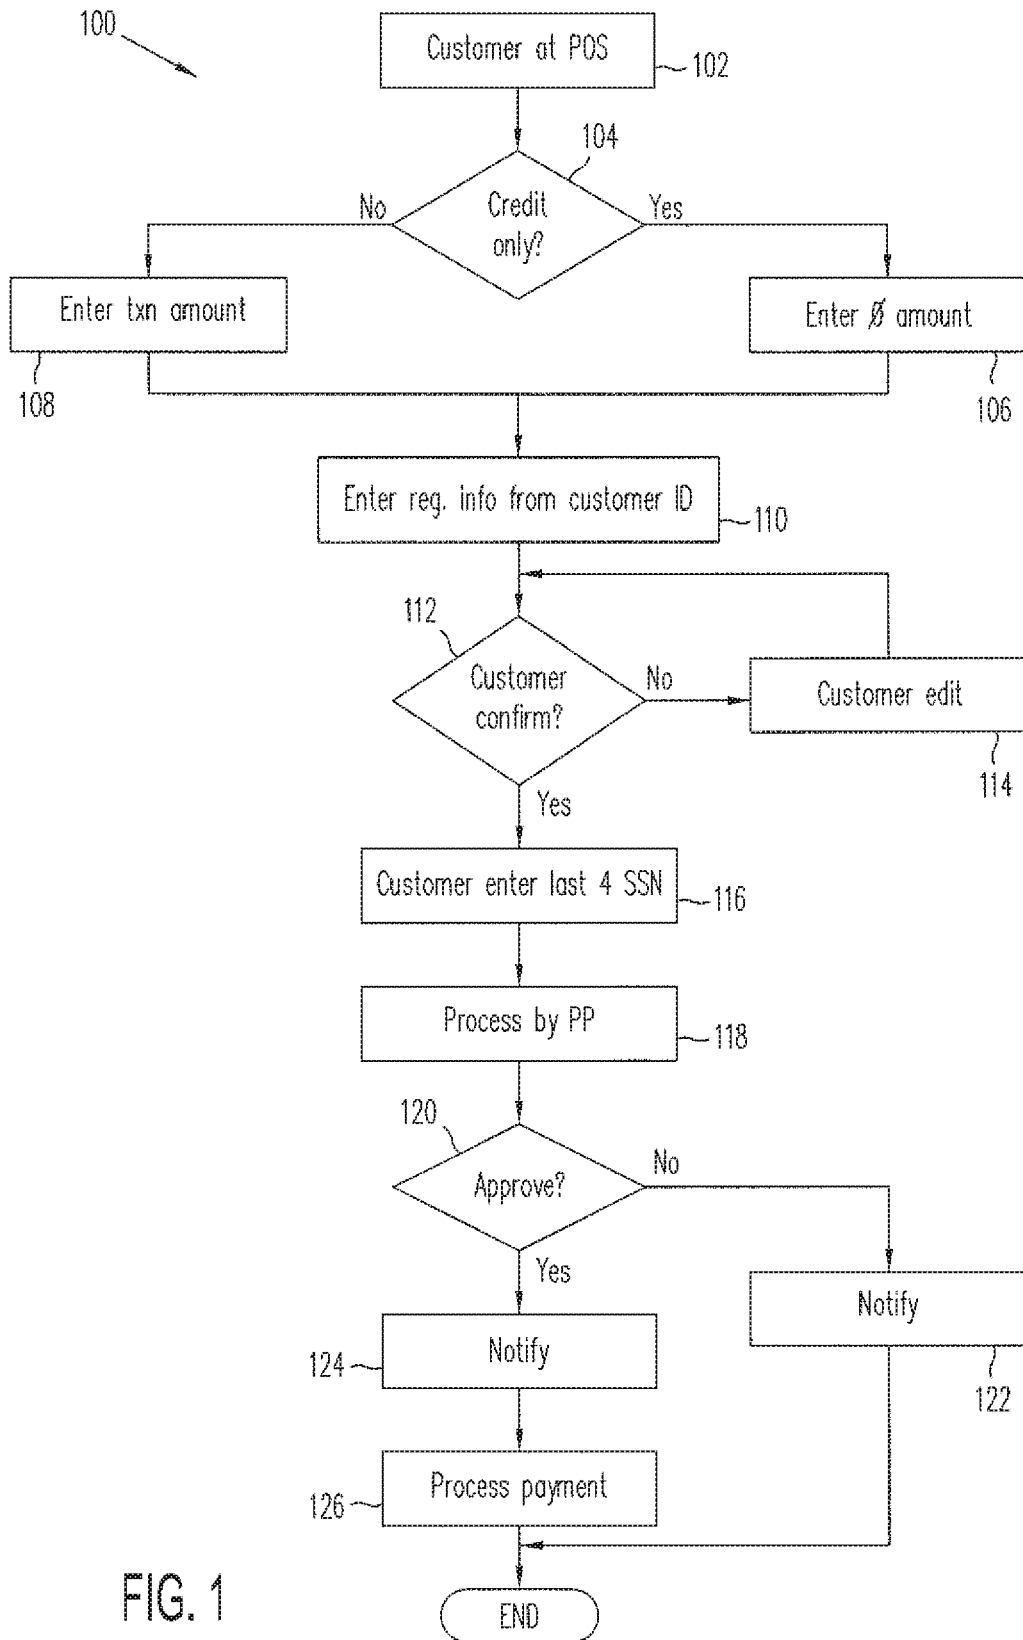 100
Customer at POS
102
104
Credit
only?
No
Yes
Enter txn amount
108
Enter Ø amount
106
Enter reg. info from customer ID
110
112
Customer
confirm?
No
Customer edit
114
Yes
Customer enter last 4 SSN
116
Process by PP
118
120
Approve?
No
Yes
Notify
122
Notify
124
Process payment
126
END
FIG. 1